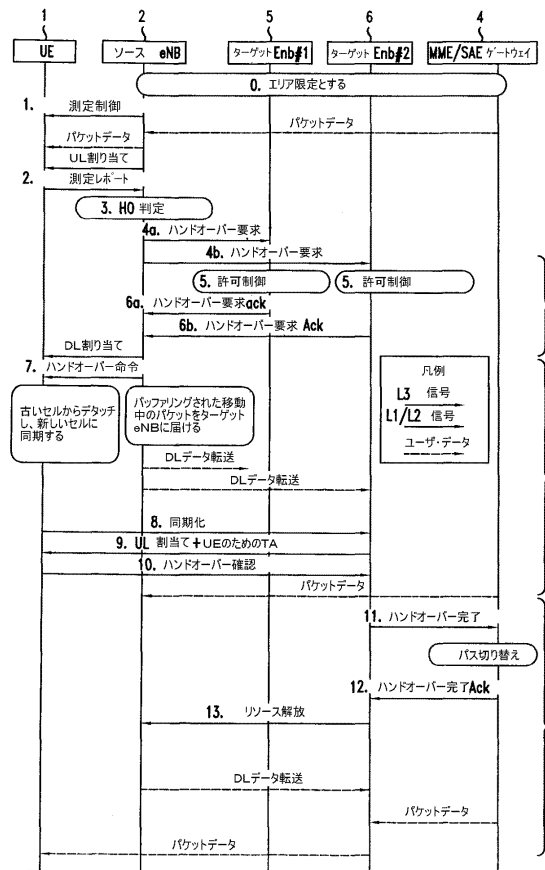 1 2 5 6 4
UE ソース eNB ターゲット Enb#1 ターゲット Enb#2 MME/SAE ゲートウェイ
0. エリア限定とする
1. 測定制御
パケットデータ
パケットデータ
UL割り当て
2. 測定レポート
3. HO 判定
4a. ハンドオーバー要求
4b. ハンドオーバー要求
5. 許可制御 5. 許可制御
6a. ハンドオーバー要求ack
6b. ハンドオーバー要求 Ack
DL割り当て
7. ハンドオーバー命令
古いセルからデタッチ
し、新しいセルに
同期する
バッファリングされた移動
中のパケットをターゲット
eNBに届ける
凡例
L3 信号
L1/L2 信号
ユーザ・データ
DLデータ転送
DLデータ転送
8. 同期化
9. UL 割当て+UEのためのTA
10. ハンドオーバー確認
パケットデータ
11. ハンドオーバー完了
パス切り替え
12. ハンドオーバー完了Ack
13. リソース解放
DLデータ転送
パケットデータ
パケットデータ